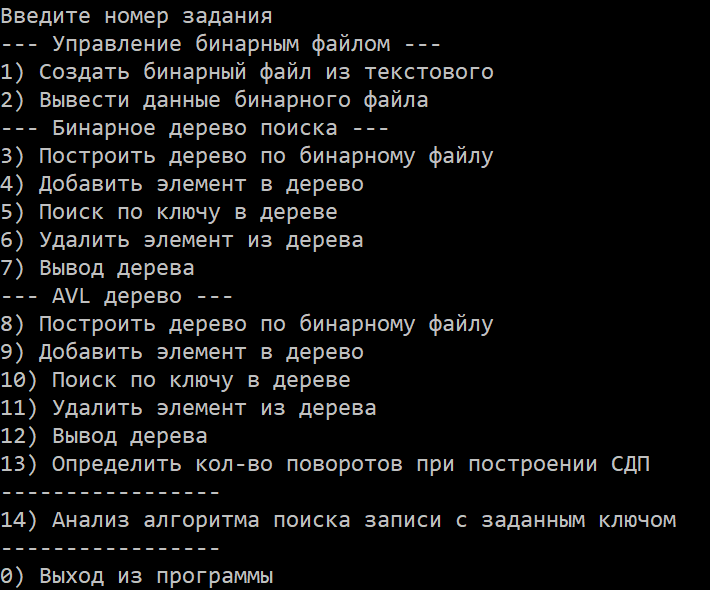 Введите номер задания
--- Управление бинарным файлом ---
1) Создать бинарный файл из текстового
2) Вывести данные бинарного файла
--- Бинарное дерево поиска ---
3) Построить дерево по бинарному файлу
4) Добавить элемент в дерево
5) Поиск по ключу в дереве
6) Удалить элемент из дерева
7) Вывод дерева
--- AVL дерево ---
8) Построить дерево по бинарному файлу
9) Добавить элемент в дерево
10) Поиск по ключу в дереве
11) Удалить элемент из дерева
12) Вывод дерева
13) Определить кол-во поворотов при построении СДП
-----------------
14) Анализ алгоритма поиска записи с заданным ключом
-----------------
0) Выход из программы